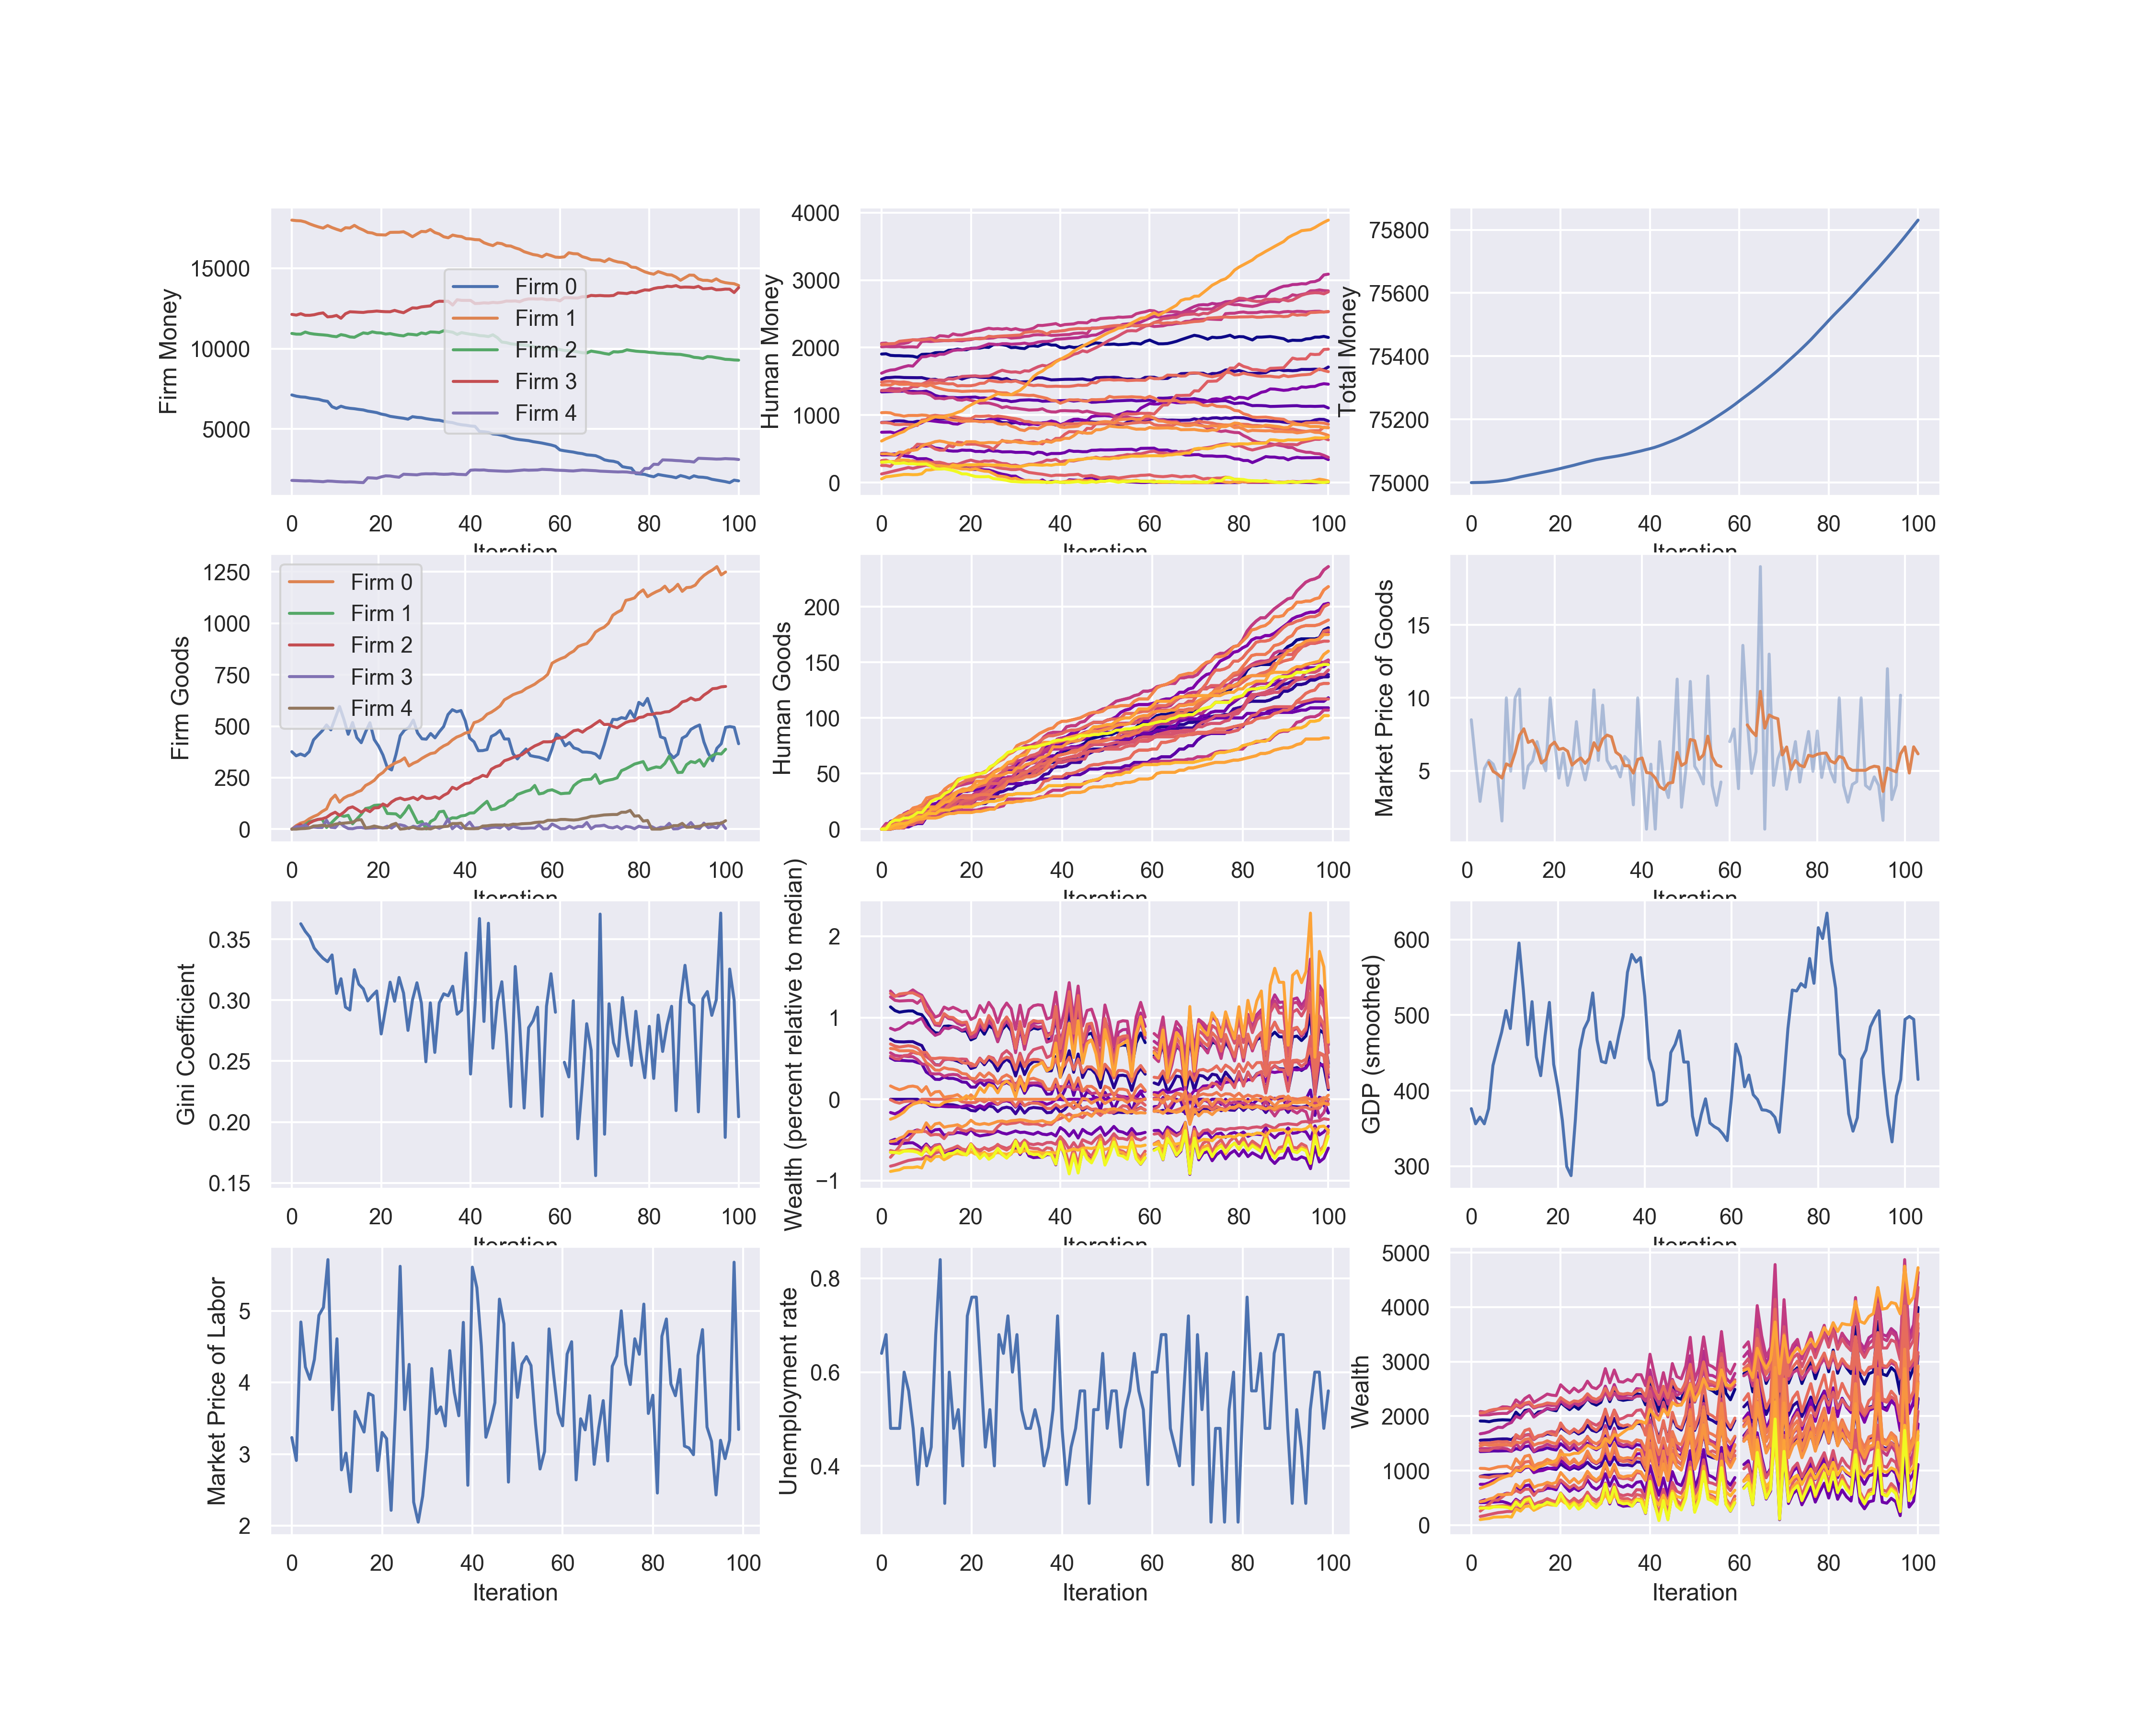 Firm Money
15000
10000
5000
0 20 40 60 80 100
Iteration
Firm 0
Firm 1
Firm 2
Firm 3
Firm 4
Human Money
4000
3000
2000
1000
0
0 20 40 60 80 100
Iteration
Total Money
75800
75600
75400
75200
75000
0 20 40 60 80 100
Iteration
Firm Goods
1250
1000
750
500
250
0
0 20 40 60 80 100
Iteration
Firm 0
Firm 1
Firm 2
Firm 3
Firm 4
Human Goods
200
150
100
50
0
0 20 40 60 80 100
Iteration
Market Price of Goods
15
10
5
0 20 40 60 80 100
Iteration
Gini Coefficient
0.35
0.30
0.25
0.20
0.15
0 20 40 60 80 100
Iteration
Wealth (percent relative to median)
2
1
0
−1
0 20 40 60 80 100
Iteration
GDP (smoothed)
600
500
400
300
0 20 40 60 80 100
Iteration
Market Price of Labor
5
4
3
2
0 20 40 60 80 100
Iteration
Unemployment rate
0.8
0.6
0.4
0 20 40 60 80 100
Iteration
Wealth
5000
4000
3000
2000
1000
0
0 20 40 60 80 100
Iteration